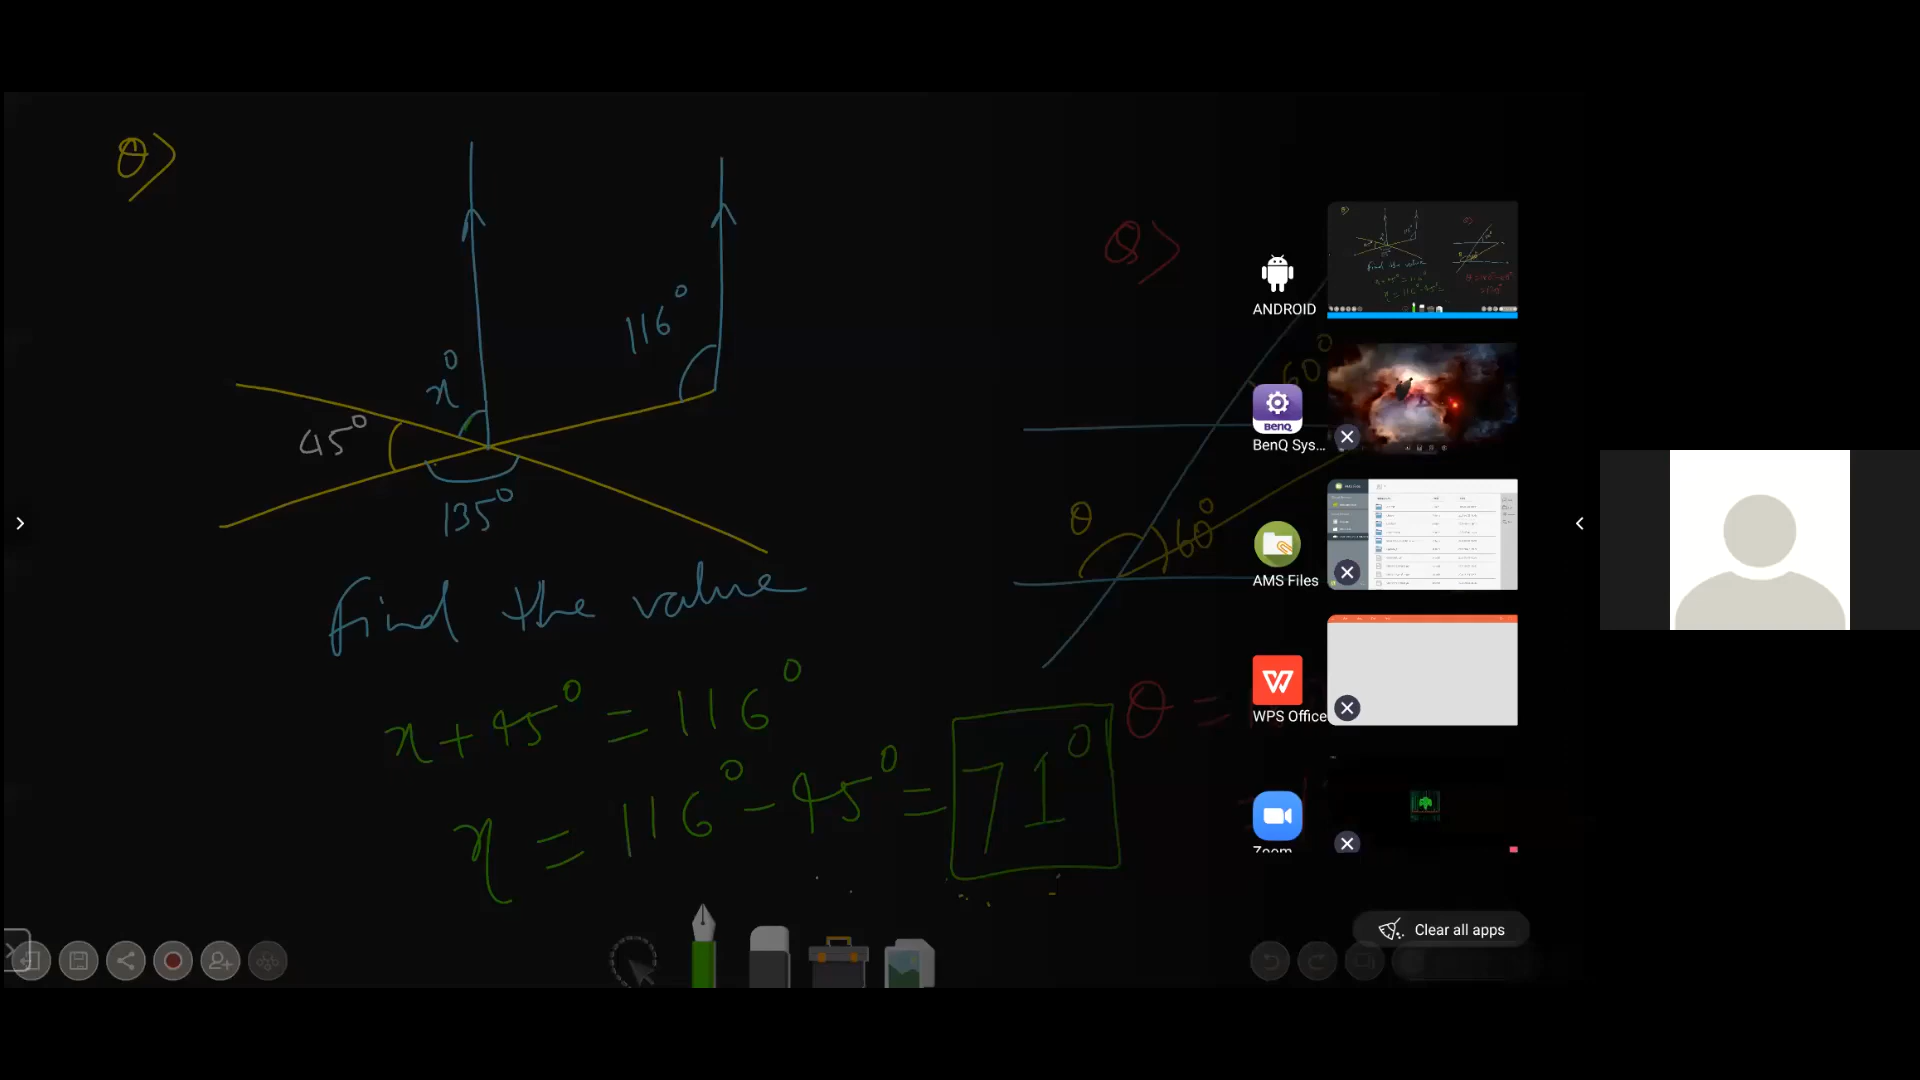 Q>
x°
116°
45°
135°
find the value
x + 45° = 116°
x = 116° - 45° = 71°
Q>
60°
θ
60°
θ =
ANDROID
BenQ
BenQ Sys...
AMS Files
WPS Office
Zoom
Clear all apps